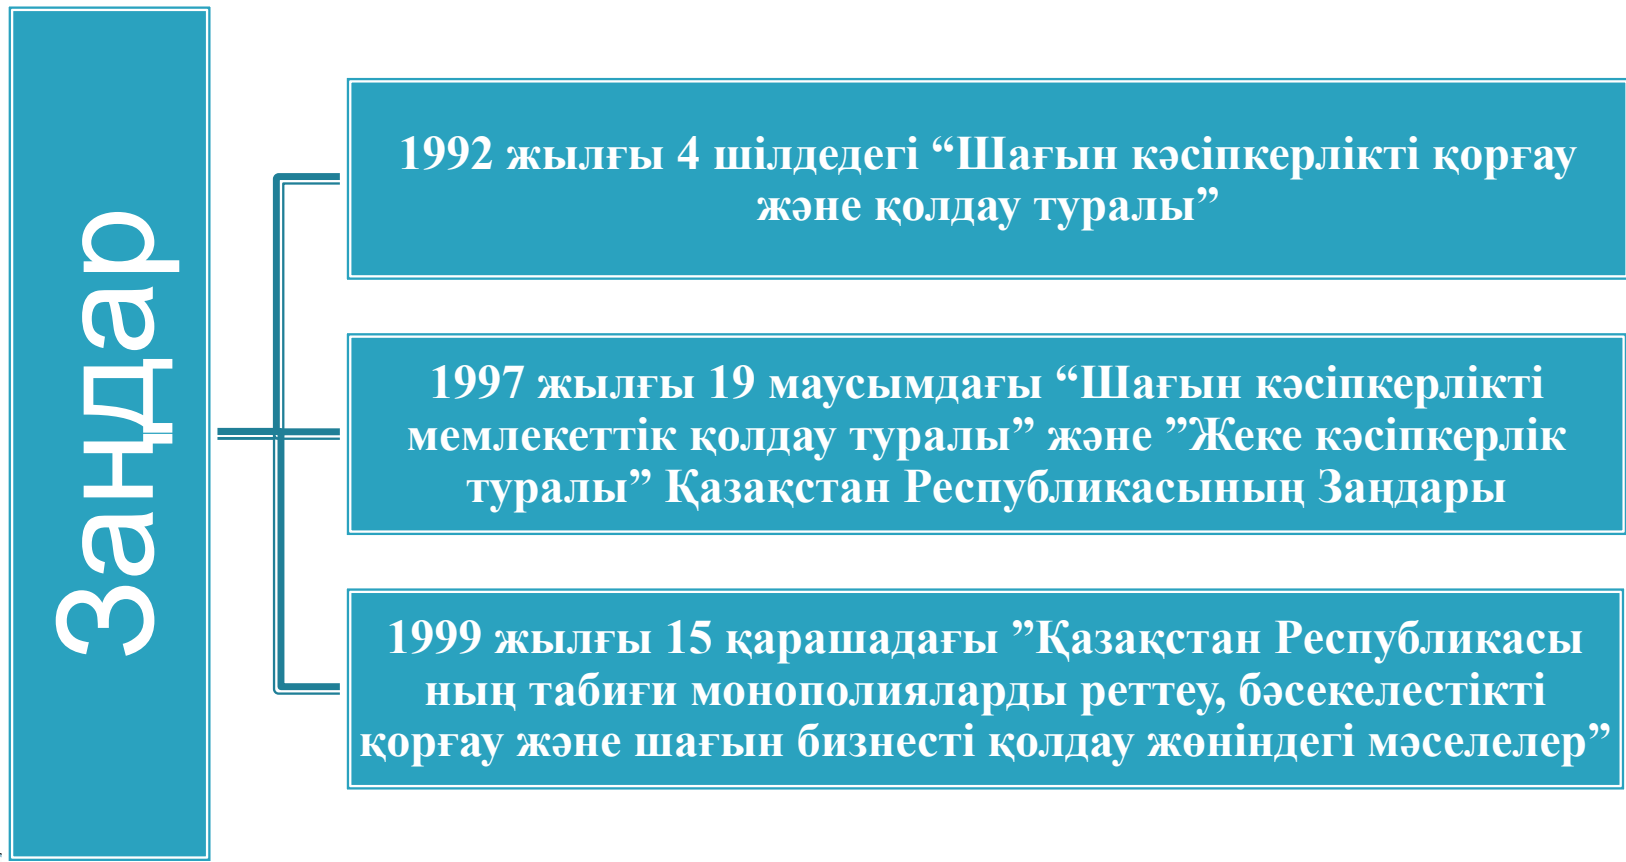 Заңдар
1992 жылғы 4 шілдедегі “Шағын кәсіпкерлікті қорғау
және қолдау туралы”
1997 жылғы 19 маусымдағы “Шағын кәсіпкерлікті
мемлекеттік қолдау туралы” және ”Жеке кәсіпкерлік
туралы” Қазақстан Республикасының Заңдары
1999 жылғы 15 қарашадағы ”Қазақстан Республикасы
ның табиғи монополияларды реттеу, бәсекелестікті
қорғау және шағын бизнесті қолдау жөніндегі мәселелер”